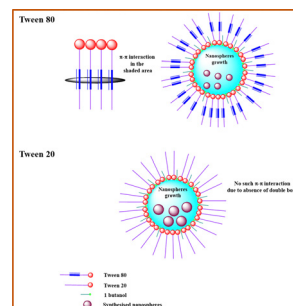 Tween 80
π-π interaction
in the
shaded area
Nanospheres
growth
Tween 20
Nanospheres
growth
No such π-π interaction
due to absence of double bo
Tween 80
Tween 20
1 butanol
Synthesised nanospheres